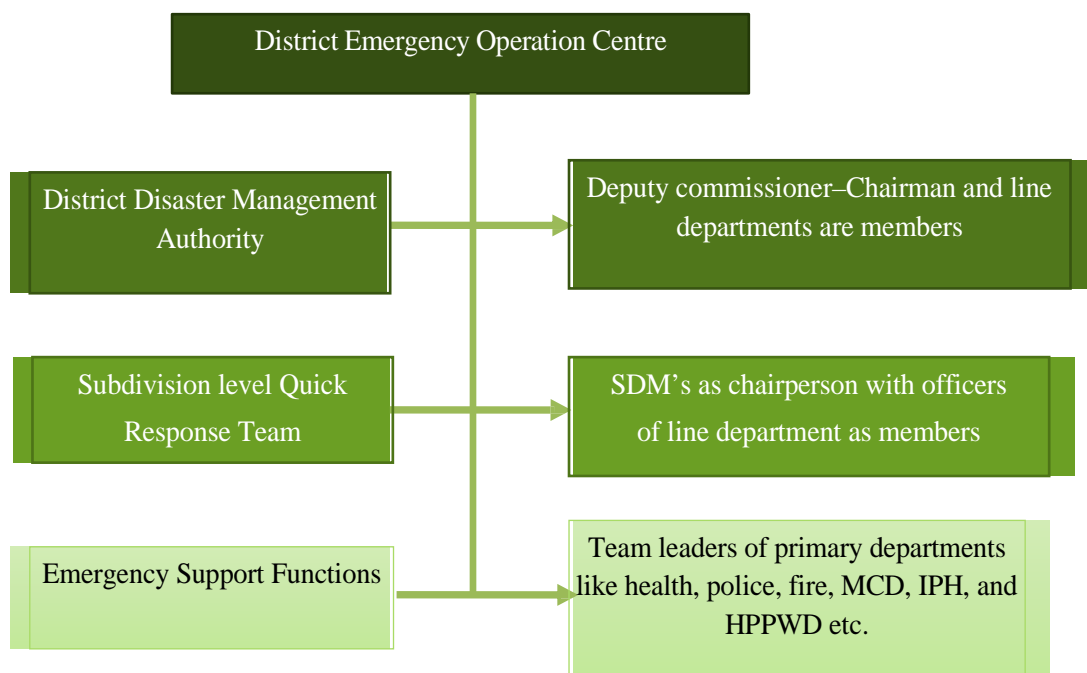 District Emergency Operation Centre
District Disaster Management
Authority
Deputy commissioner–Chairman and line
departments are members
Subdivision level Quick
Response Team
SDM’s as chairperson with officers
of line department as members
Emergency Support Functions
Team leaders of primary departments
like health, police, fire, MCD, IPH, and
HPPWD etc.